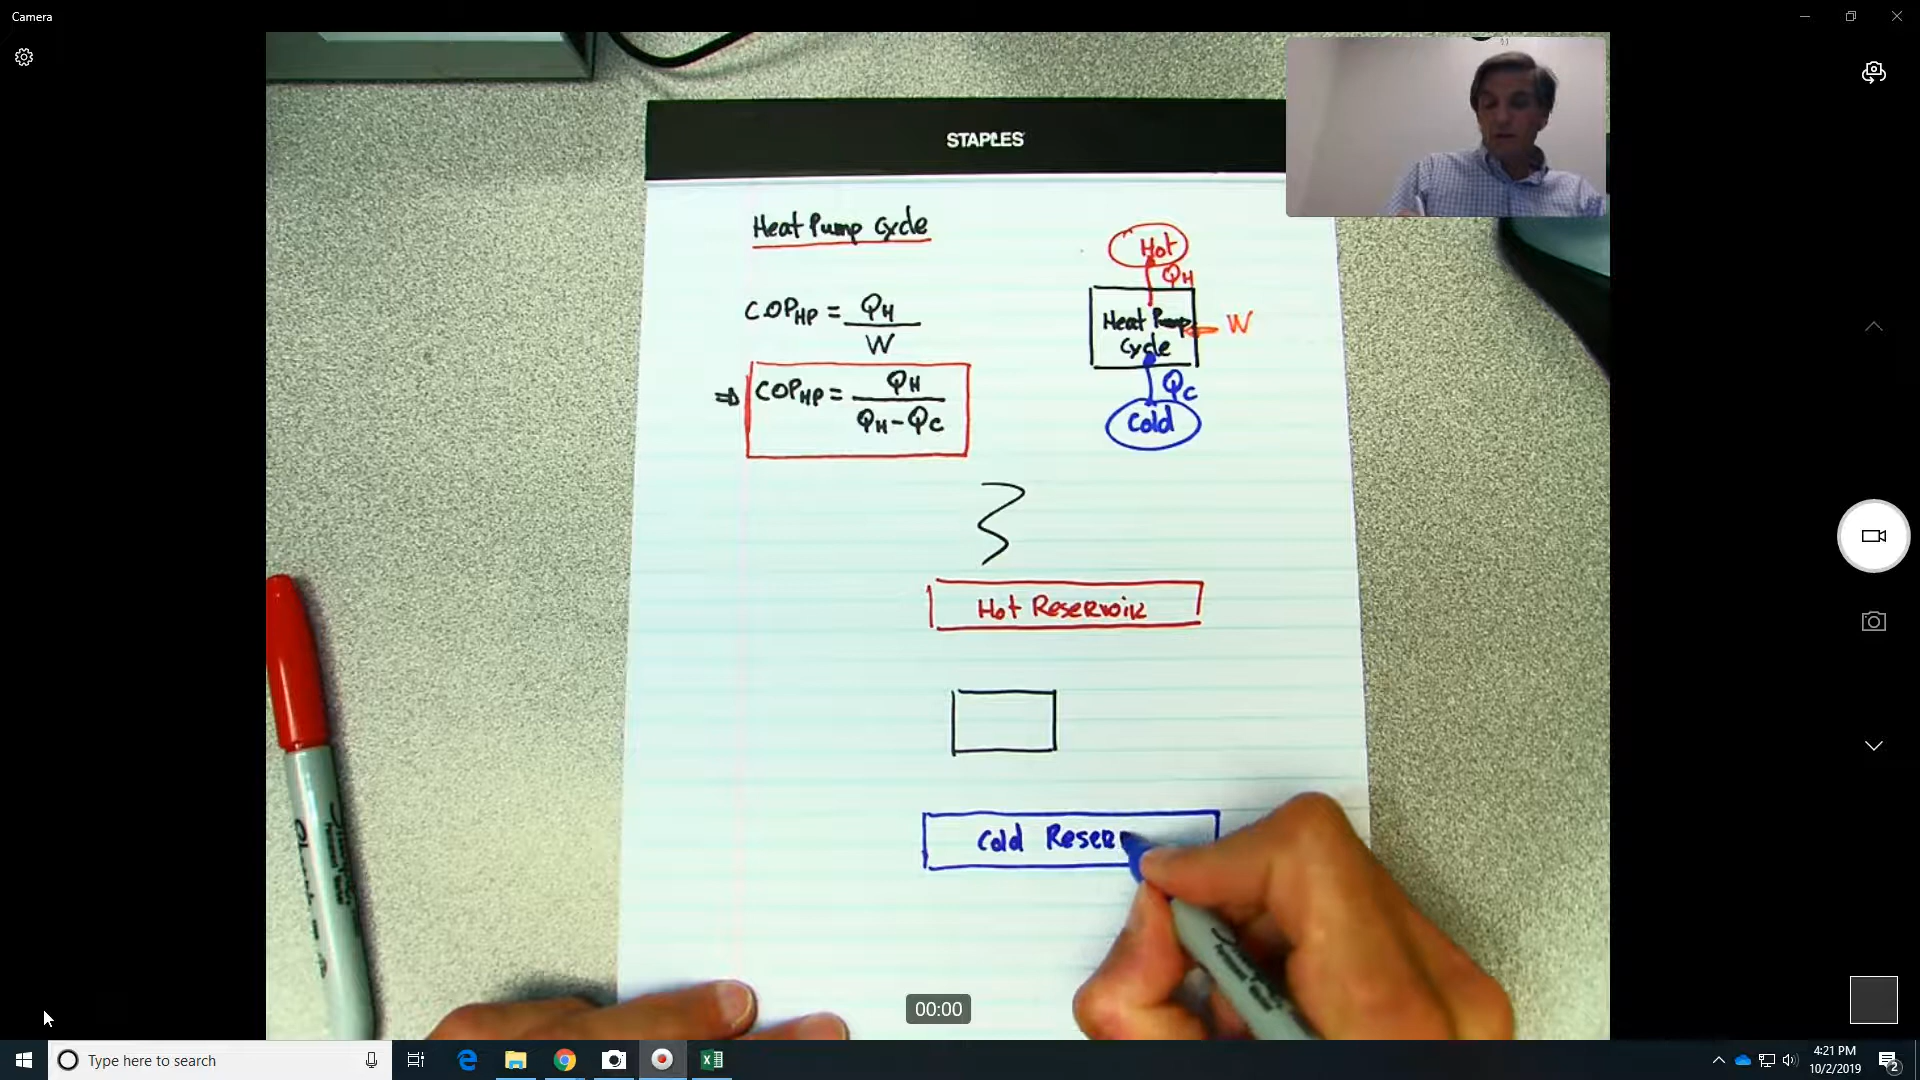 Camera
STAPLES
Heat Pump Cycle
Hot
QH
COPHP = QH
W
Heat Pump
Cycle
W
⇒ COPHP = QH
QH - QC
QC
Cold
Hot Reservoir
Cold Reser
00:00
Type here to search
4:21 PM
10/2/2019
2